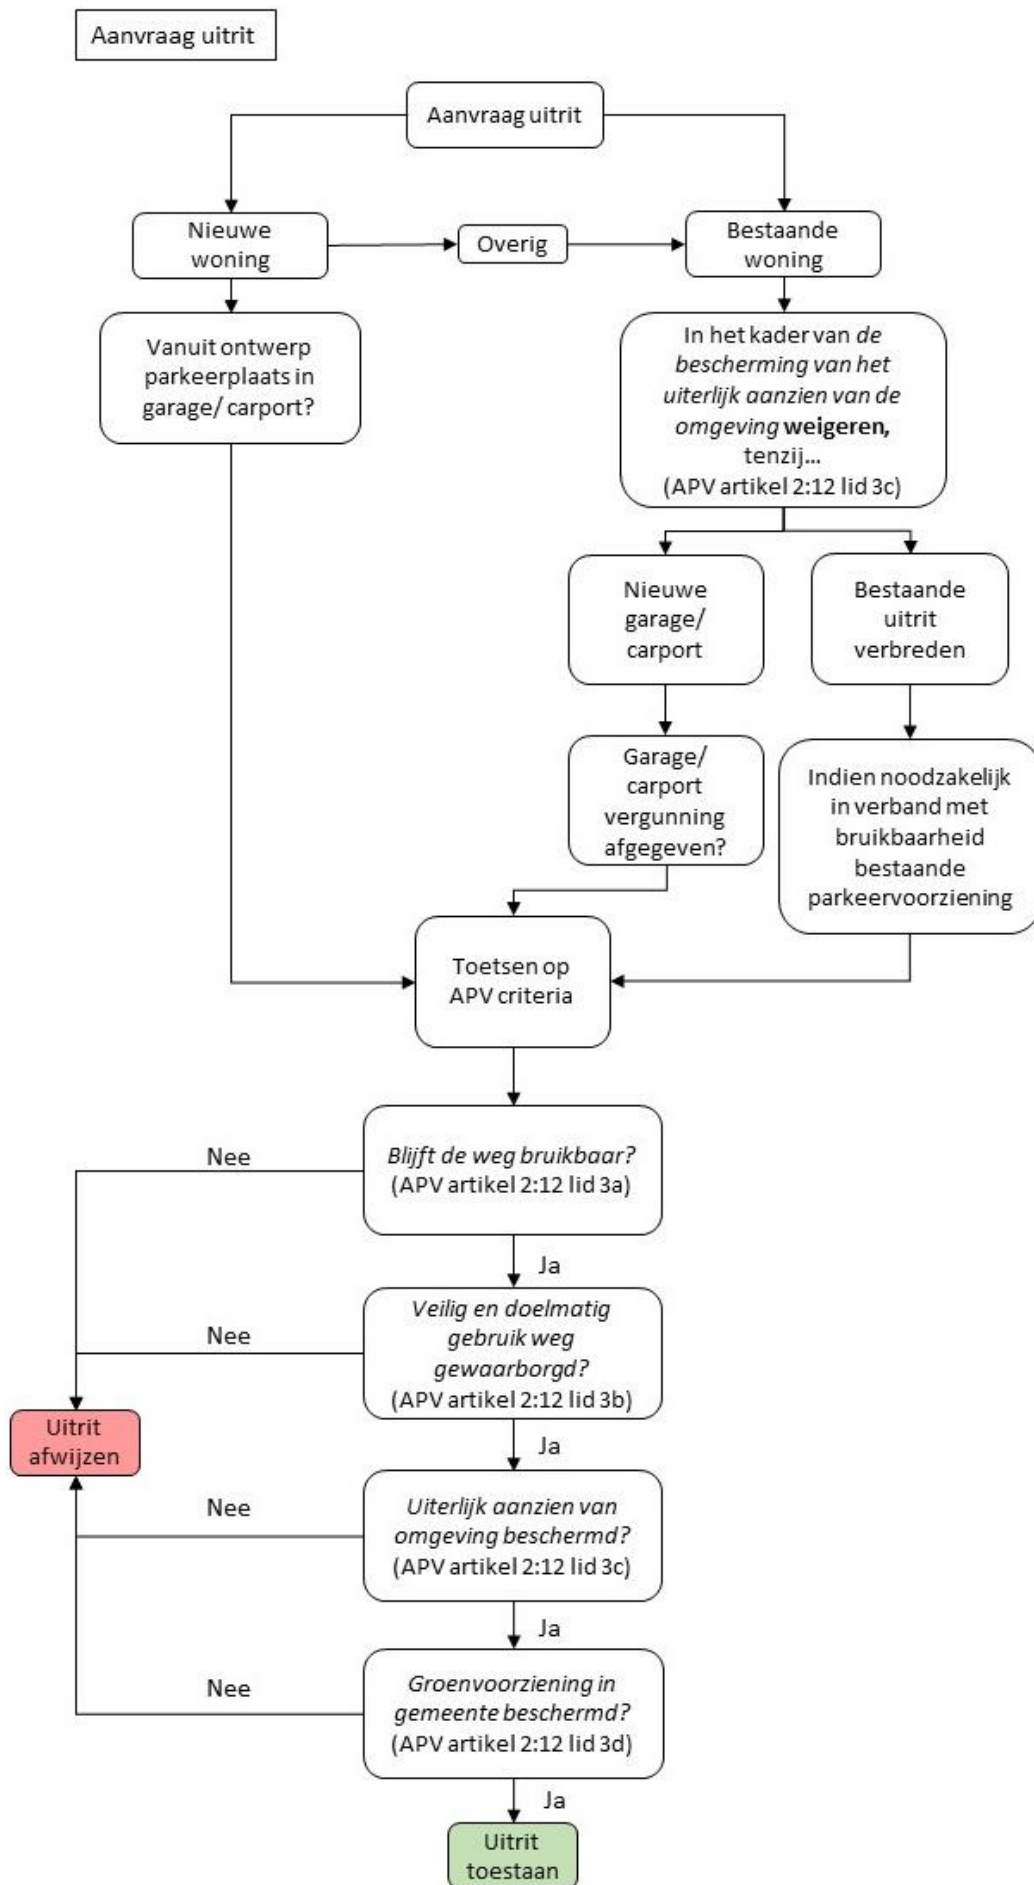 Aanvraag uitrit
Aanvraag uitrit
Nieuwe
woning
Overig
Bestaande
woning
Vanuit ontwerp
parkeerplaats in
garage/ carport?
In het kader van de
bescherming van het
uiterlijk aanzien van de
omgeving weigeren,
tenzij...
(APV artikel 2:12 lid 3c)
Nieuwe
garage/
carport
Bestaande
uitrit
verbreden
Garage/
carport
vergunning
afgegeven?
Indien noodzakelijk
in verband met
bruikbaarheid
bestaande
parkeervoorziening
Toetsen op
APV criteria
Blijft de weg bruikbaar?
(APV artikel 2:12 lid 3a)
Nee
Ja
Veilig en doelmatig
gebruik weg
gewaarborgd?
(APV artikel 2:12 lid 3b)
Nee
Ja
Uitrit
afwijzen
Uiterlijk aanzien van
omgeving beschermd?
(APV artikel 2:12 lid 3c)
Nee
Ja
Groenvoorziening in
gemeente beschermd?
(APV artikel 2:12 lid 3d)
Nee
Ja
Uitrit
toestaan